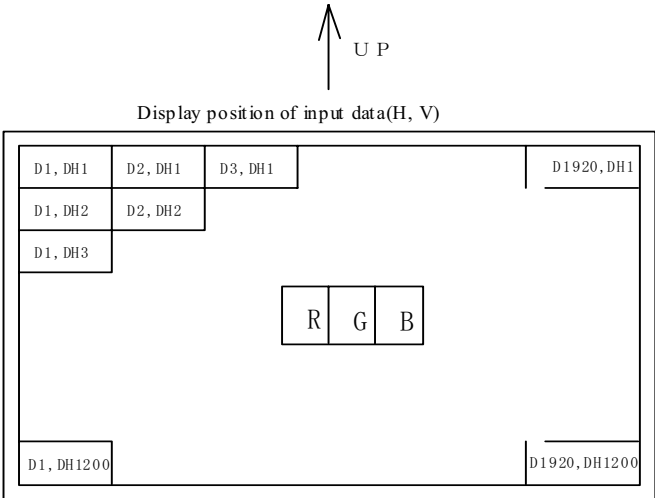 U P
Display position of input data(H, V)
D1, DH1 D2, DH1 D3, DH1 D1920, DH1
D1, DH2 D2, DH2
D1, DH3
R G B
D1, DH1200 D1920, DH1200